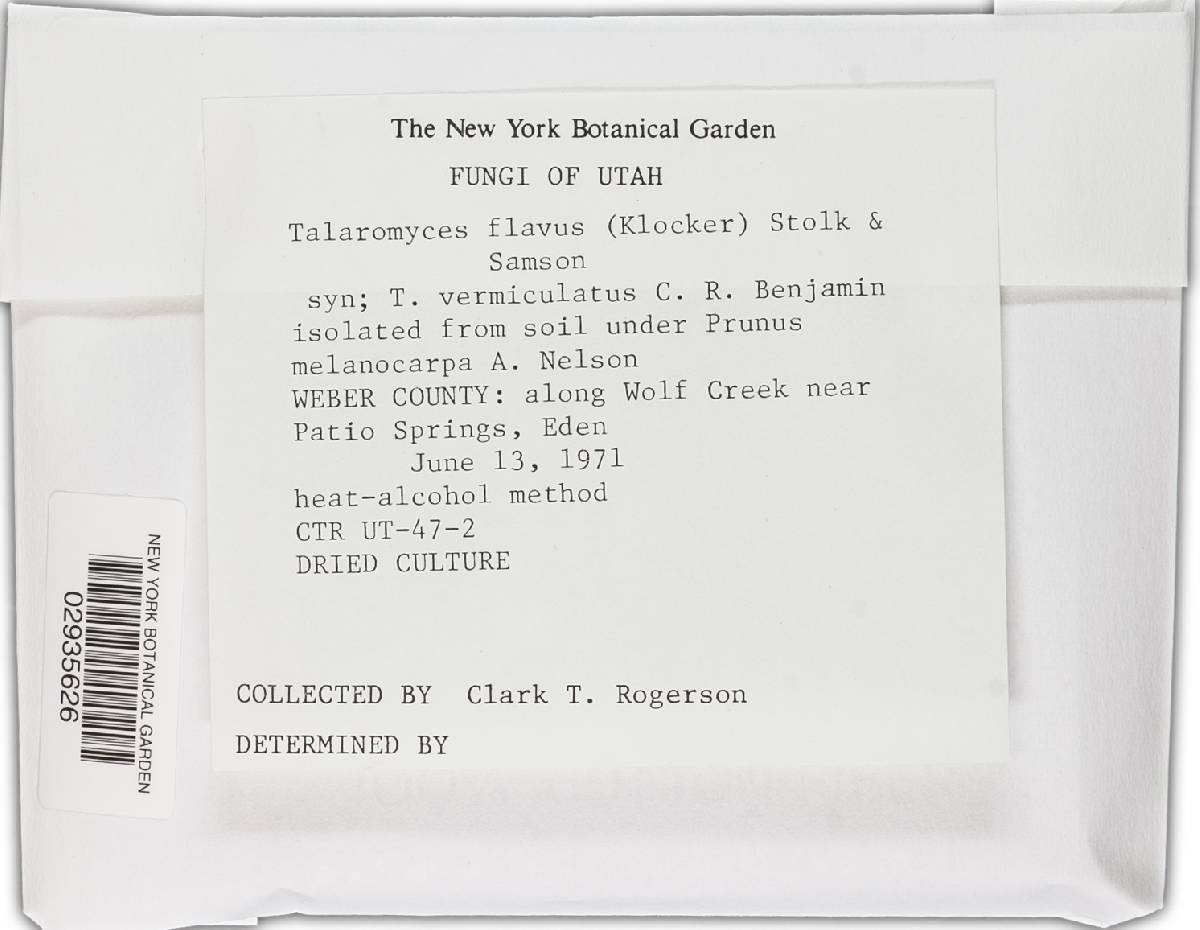 The New York Botanical Garden
FUNGI OF UTAH
Talaromyces flavus (Klocker) Stolk &
Samson
syn; T. vermiculatus C. R. Benjamin
isolated from soil under Prunus
melanocarpa A. Nelson
WEBER COUNTY: along Wolf Creek near
Patio Springs, Eden
June 13, 1971
heat-alcohol method
CTR UT-47-2
DRIED CULTURE
COLLECTED BY Clark T. Rogerson
DETERMINED BY
NEW YORK BOTANICAL GARDEN
02935626